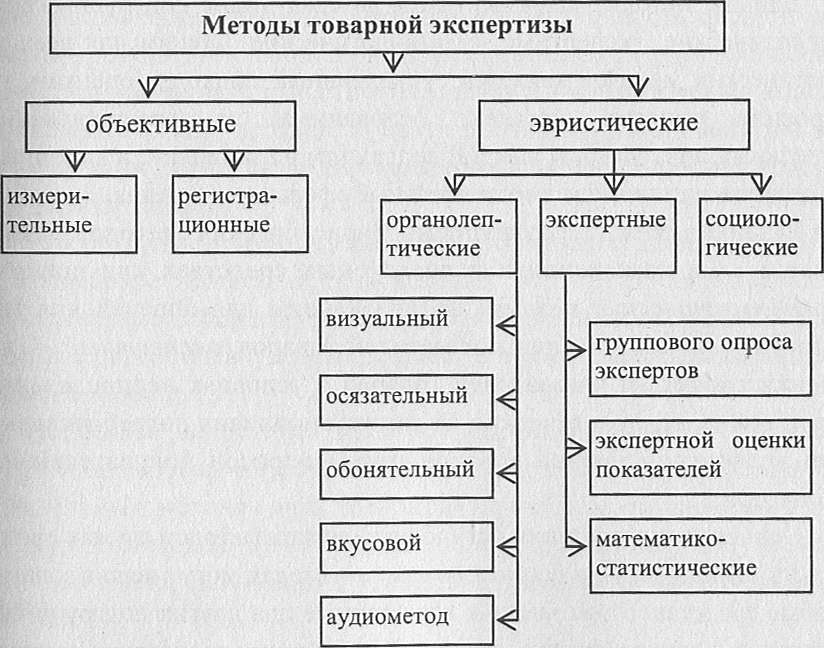 Методы товарной экспертизы
объективные
эвристические
измери-
тельные
регистра-
ционные
органолеп-
тические
экспертные
социоло-
гические
визуальный
осязательный
обонятельный
вкусовой
аудиометод
группового опроса
экспертов
экспертной оценки
показателей
математико-
статистические